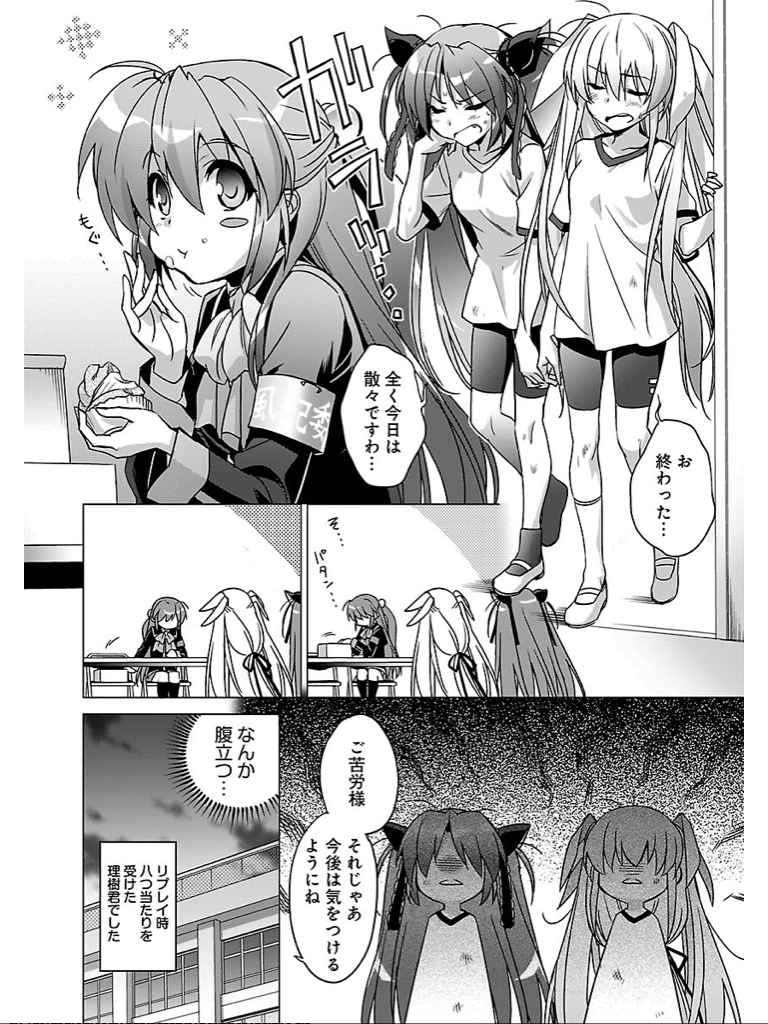 お
終わった…
ガリ
ガラ…。。。
全く今日は
散々ですわ…
もぐ…
風紀委
そ…
パタン…
ご苦労様
それじゃあ
今後は気をつける
ようにね
なんか
腹立つ…
リプレイ時
八つ当たりを
受けた
理樹君でした